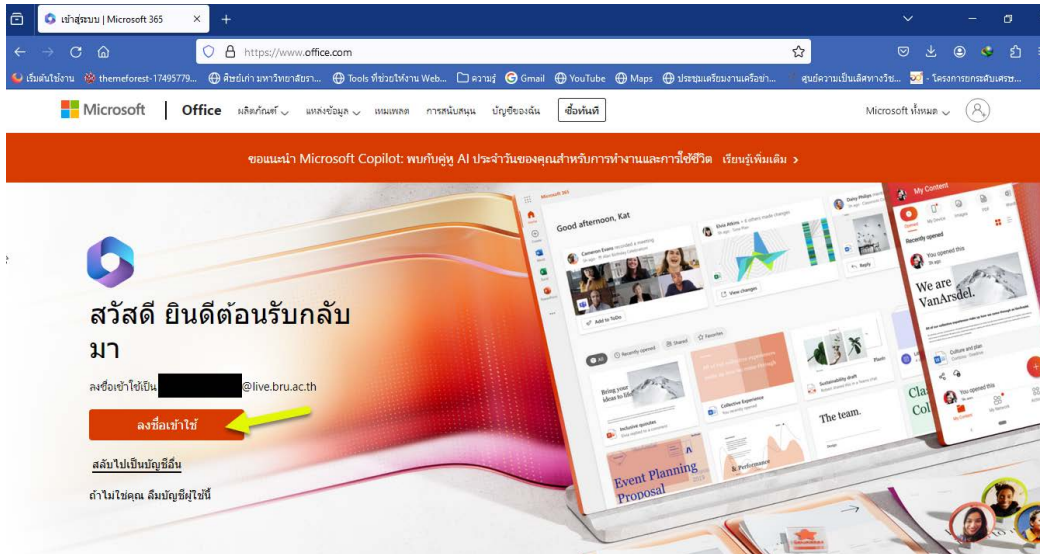 เข้าสู่ระบบ | Microsoft 365
https://www.office.com
เริ่มต้นใช้งาน themeforest-17495779... ศิษย์เก่า มหาวิทยาลัยรา... Tools ที่ช่วยให้งาน Web... ความรู้ Gmail YouTube Maps ประชุมเตรียมงานเครือข่า... ศูนย์ความเป็นเลิศทางวิช... - โครงการยกระดับเศรษ...
Microsoft | Office ผลิตภัณฑ์ แหล่งข้อมูล เทมเพลต การสนับสนุน บัญชีของฉัน ซื้อทันที Microsoft ทั้งหมด
ขอแนะนำ Microsoft Copilot: พบกับคู่หู AI ประจำวันของคุณสำหรับการทำงานและการใช้ชีวิต เรียนรู้เพิ่มเติม >
สวัสดี ยินดีต้อนรับกลับ
มา
ลงชื่อเข้าใช้เป็น @live.bru.ac.th
ลงชื่อเข้าใช้
สลับไปเป็นบัญชีอื่น
ถ้าไม่ใช่คุณ ลืมบัญชีผู้ใช้นี้
Microsoft 365
Good afternoon, Kat
Cameron Evans recorded a meeting
Elvia Atkins • 6 others made changes
Add to ToDo
View changes
Reply
All Recently opened Shared Favorites
Bring your
ideas to life
Inclusive quotes
Collective Experience
Sustainability draft
Event Planning
Proposal
& Performance
The team.
My Content
Recently opened
You opened this
We are
VanArsdel.
Culture and plan
You opened this